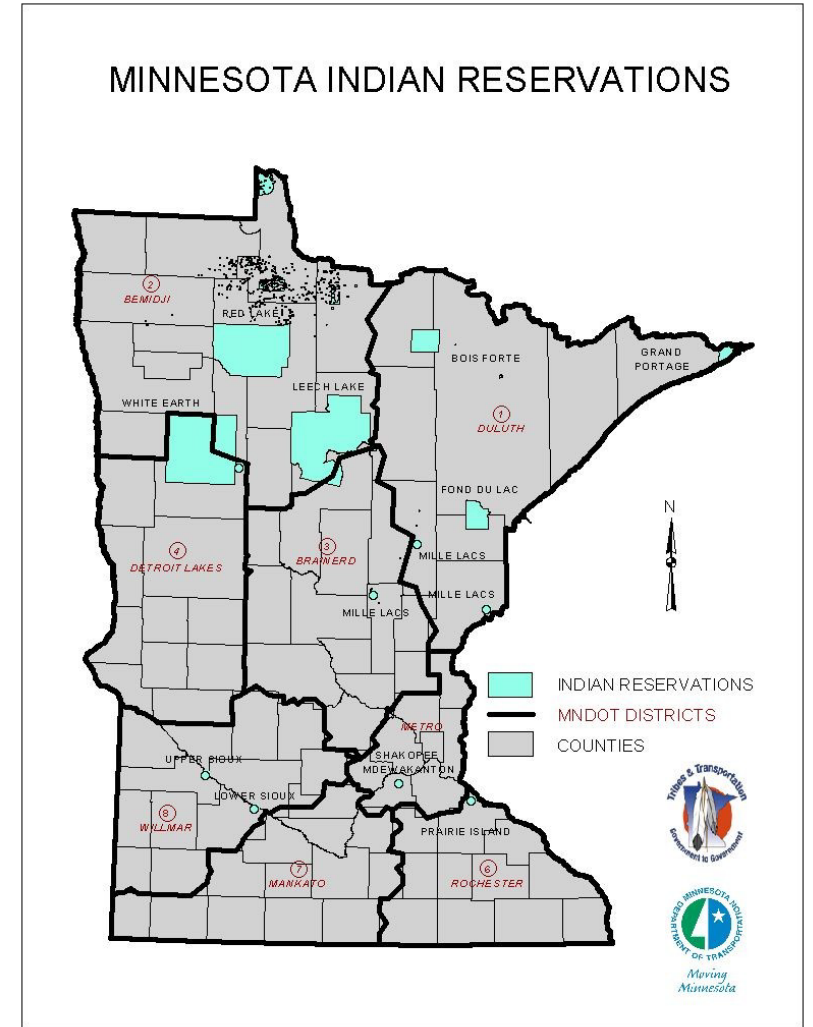 MINNESOTA INDIAN RESERVATIONS
2
BEMIDJI
RED LAKE
BOIS FORTE
GRAND
PORTAGE
LEECH LAKE
WHITE EARTH
1
DULUTH
FOND DU LAC
N
4
DETROIT LAKES
3
BRAINERD
MILLE LACS
MILLE LACS
MILLE LACS
INDIAN RESERVATIONS
MNDOT DISTRICTS
COUNTIES
METRO
SHAKOPEE
MDEWAKANTON
UPPER SIOUX
LOWER SIOUX
8
WILLMAR
PRAIRIE ISLAND
7
MANKATO
6
ROCHESTER
Tribes & Transportation
Government to Government
MINNESOTA
DEPARTMENT OF TRANSPORTATION
Moving
Minnesota